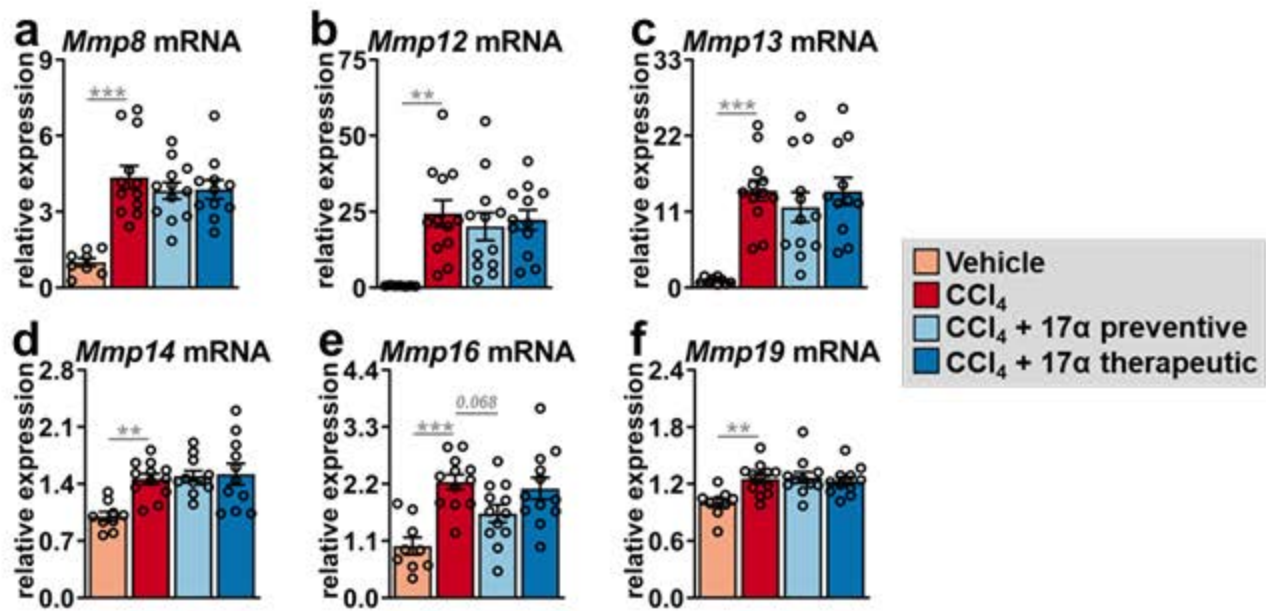 a Mmp8 mRNA
relative expression
9
6
3
0
***
b Mmp12 mRNA
relative expression
75
50
25
0
**
c Mmp13 mRNA
relative expression
33
22
11
0
***
Vehicle
CCl₄
CCl₄ + 17α preventive
CCl₄ + 17α therapeutic
d Mmp14 mRNA
relative expression
2.8
2.1
1.4
0.7
0.0
**
e Mmp16 mRNA
relative expression
4.4
3.3
2.2
1.1
0.0
***
0.068
f Mmp19 mRNA
relative expression
2.4
1.8
1.2
0.6
0.0
**